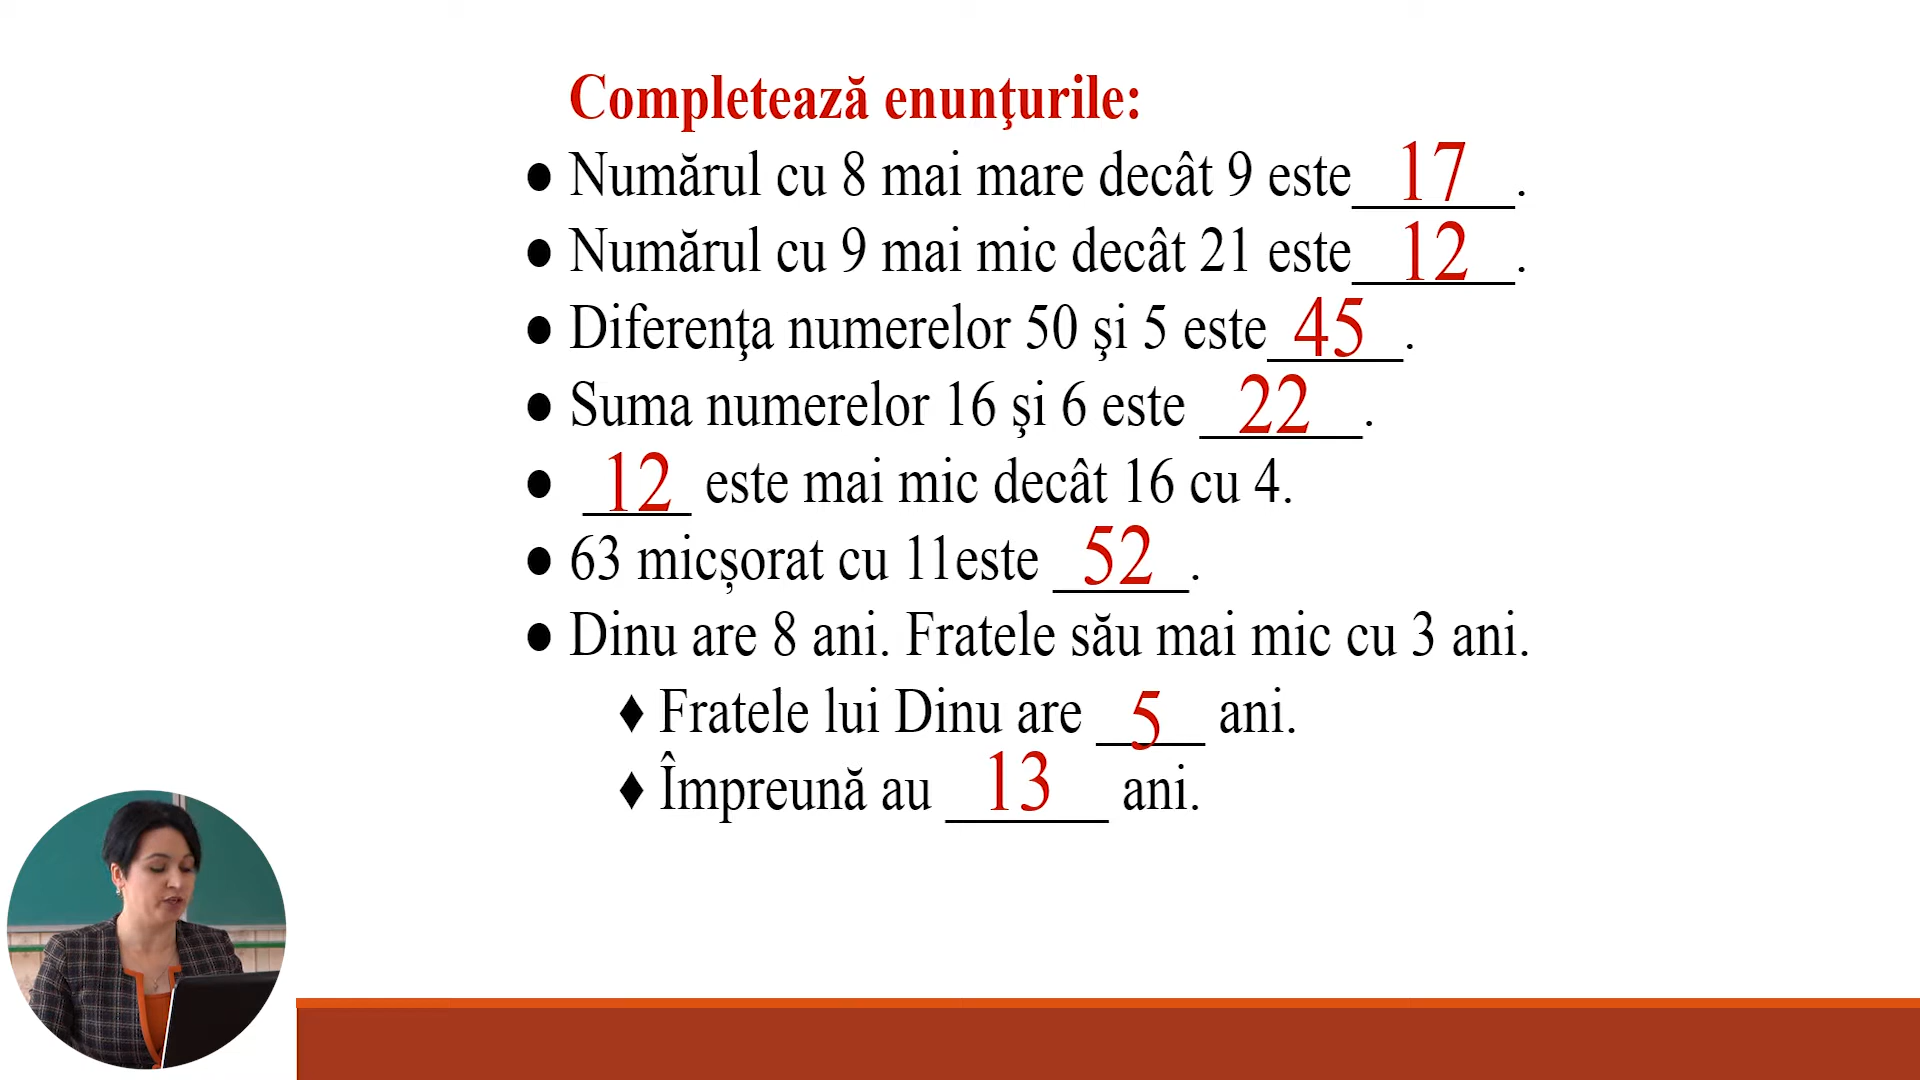 Completează enunţurile:
● Numărul cu 8 mai mare decât 9 este 17.
● Numărul cu 9 mai mic decât 21 este 12.
● Diferenţa numerelor 50 şi 5 este 45.
● Suma numerelor 16 şi 6 este 22.
● 12 este mai mic decât 16 cu 4.
● 63 micșorat cu 11este 52.
● Dinu are 8 ani. Fratele său mai mic cu 3 ani.
♦ Fratele lui Dinu are 5 ani.
♦ Împreună au 13 ani.